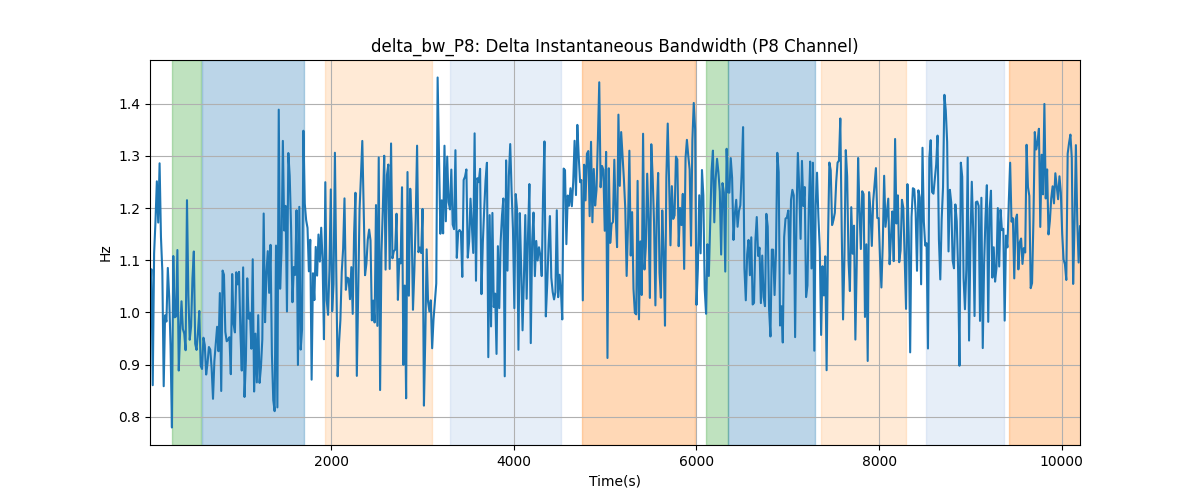 delta_bw_P8: Delta Instantaneous Bandwidth (P8 Channel)
1.4
1.3
1.2
1.1
1.0
0.9
0.8
Hz
2000 4000 6000 8000 10000
Time(s)